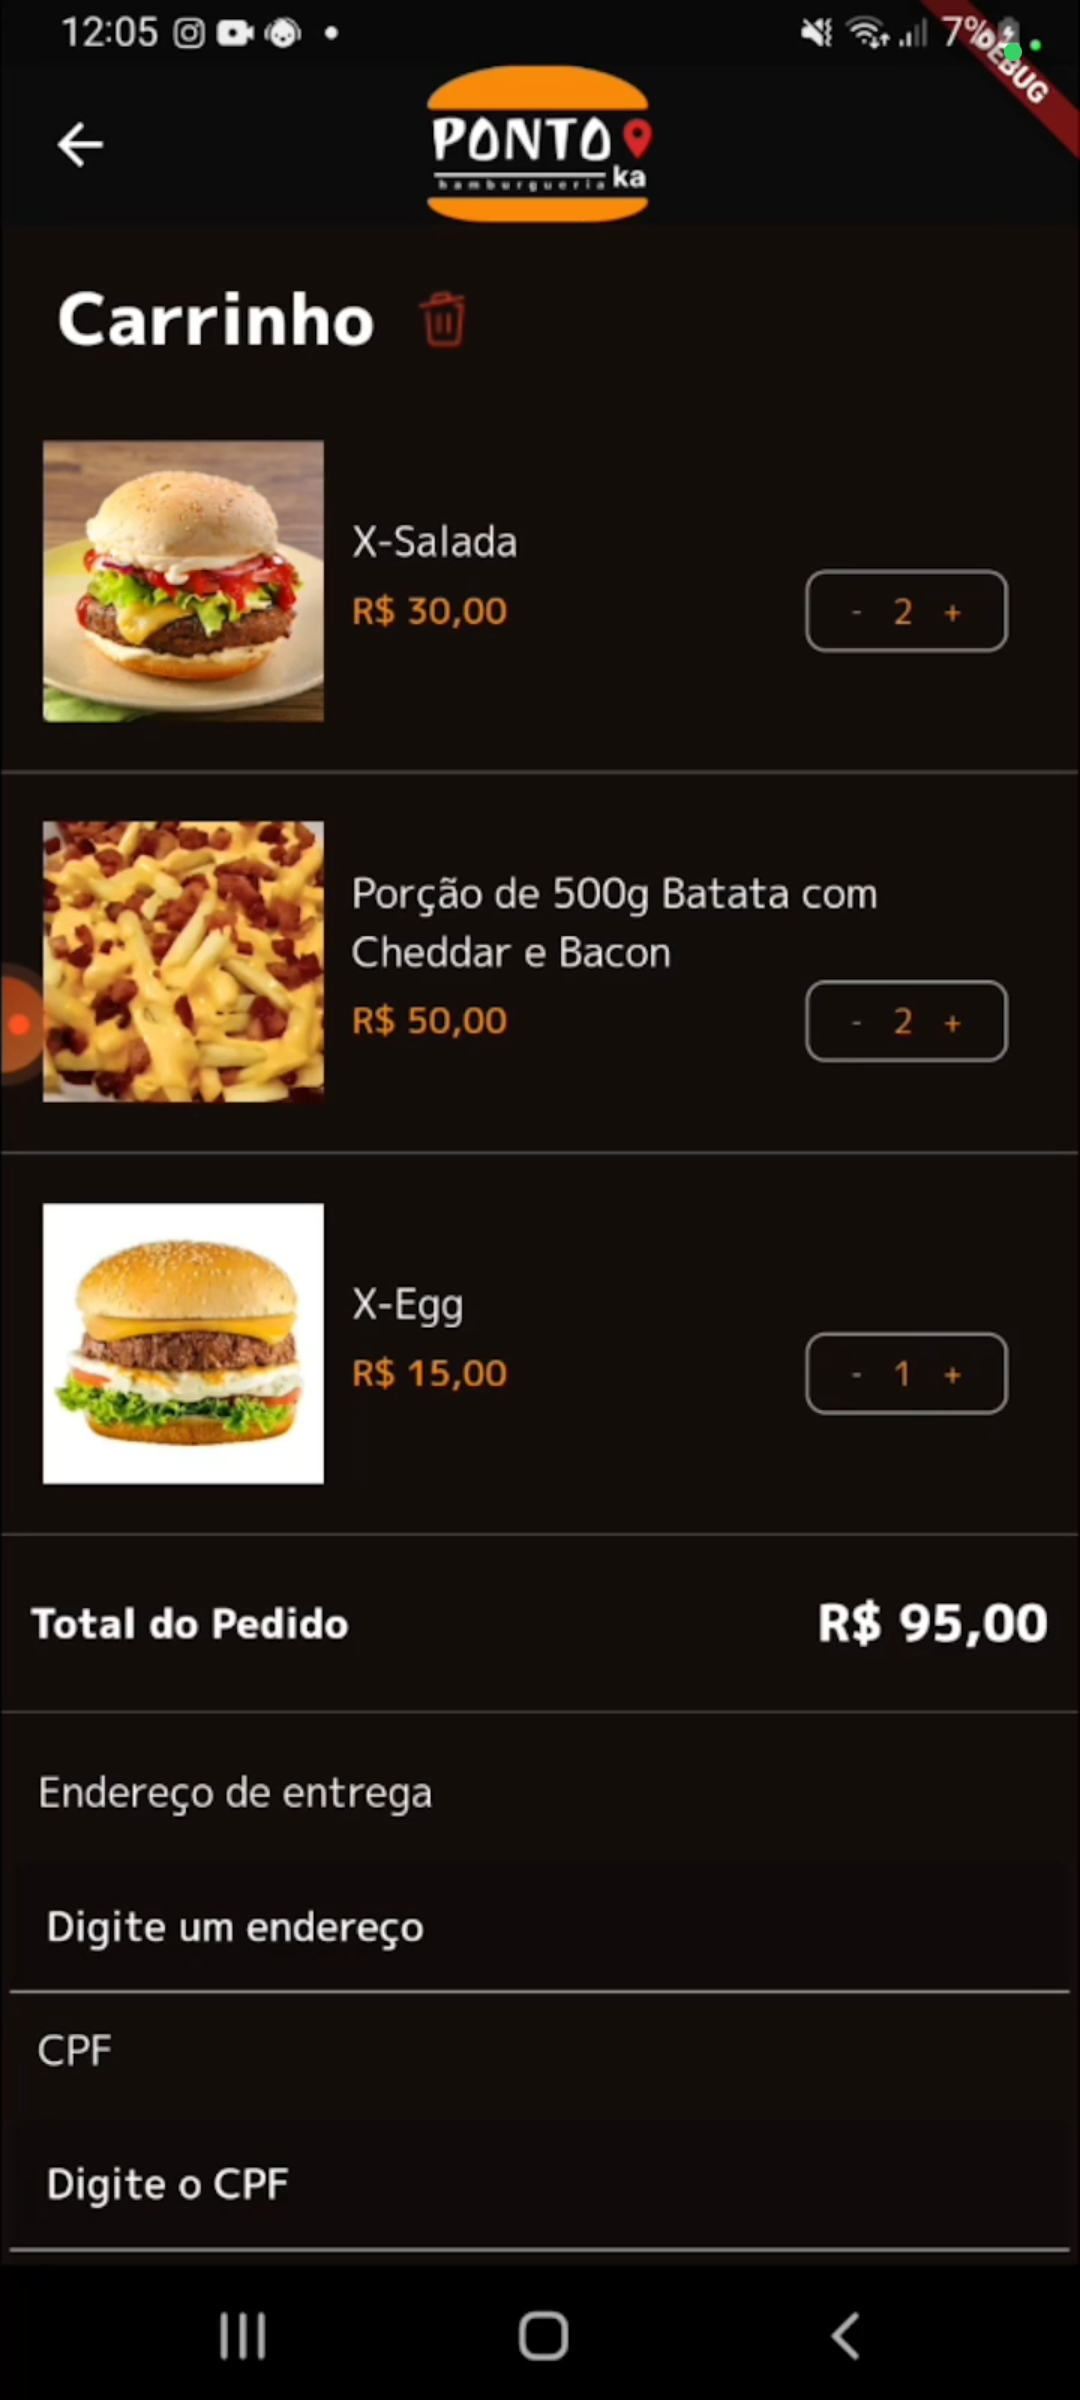 12:05
7%
DEBUG
PONTO
hamburgueria ka
Carrinho
X-Salada
R$ 30,00
- 2 +
Porção de 500g Batata com
Cheddar e Bacon
R$ 50,00
- 2 +
X-Egg
R$ 15,00
- 1 +
Total do Pedido
R$ 95,00
Endereço de entrega
Digite um endereço
CPF
Digite o CPF